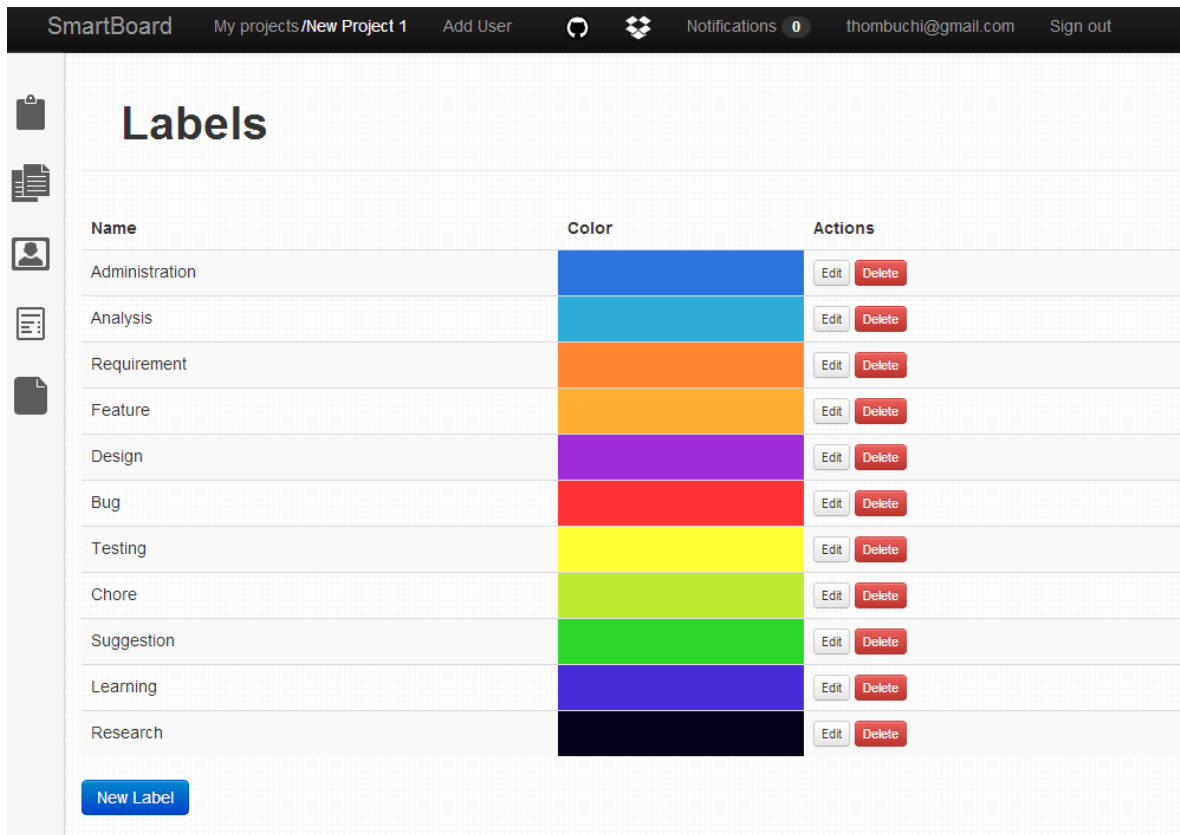 SmartBoard My projects/New Project 1 Add User Notifications 0 thombuchi@gmail.com Sign out
Labels
Name Color Actions
Administration Edit Delete
Analysis Edit Delete
Requirement Edit Delete
Feature Edit Delete
Design Edit Delete
Bug Edit Delete
Testing Edit Delete
Chore Edit Delete
Suggestion Edit Delete
Learning Edit Delete
Research Edit Delete
New Label